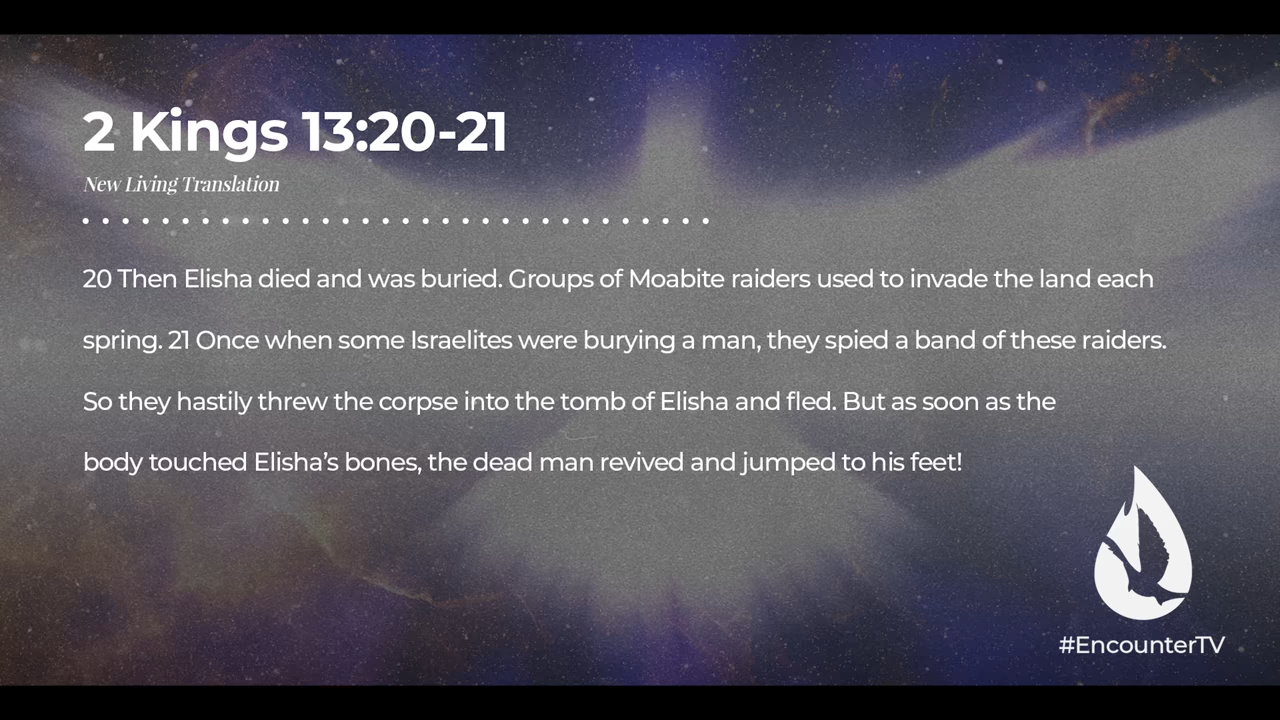 2 Kings 13:20-21
New Living Translation
20 Then Elisha died and was buried. Groups of Moabite raiders used to invade the land each
spring. 21 Once when some Israelites were burying a man, they spied a band of these raiders.
So they hastily threw the corpse into the tomb of Elisha and fled. But as soon as the
body touched Elisha’s bones, the dead man revived and jumped to his feet!
#EncounterTV